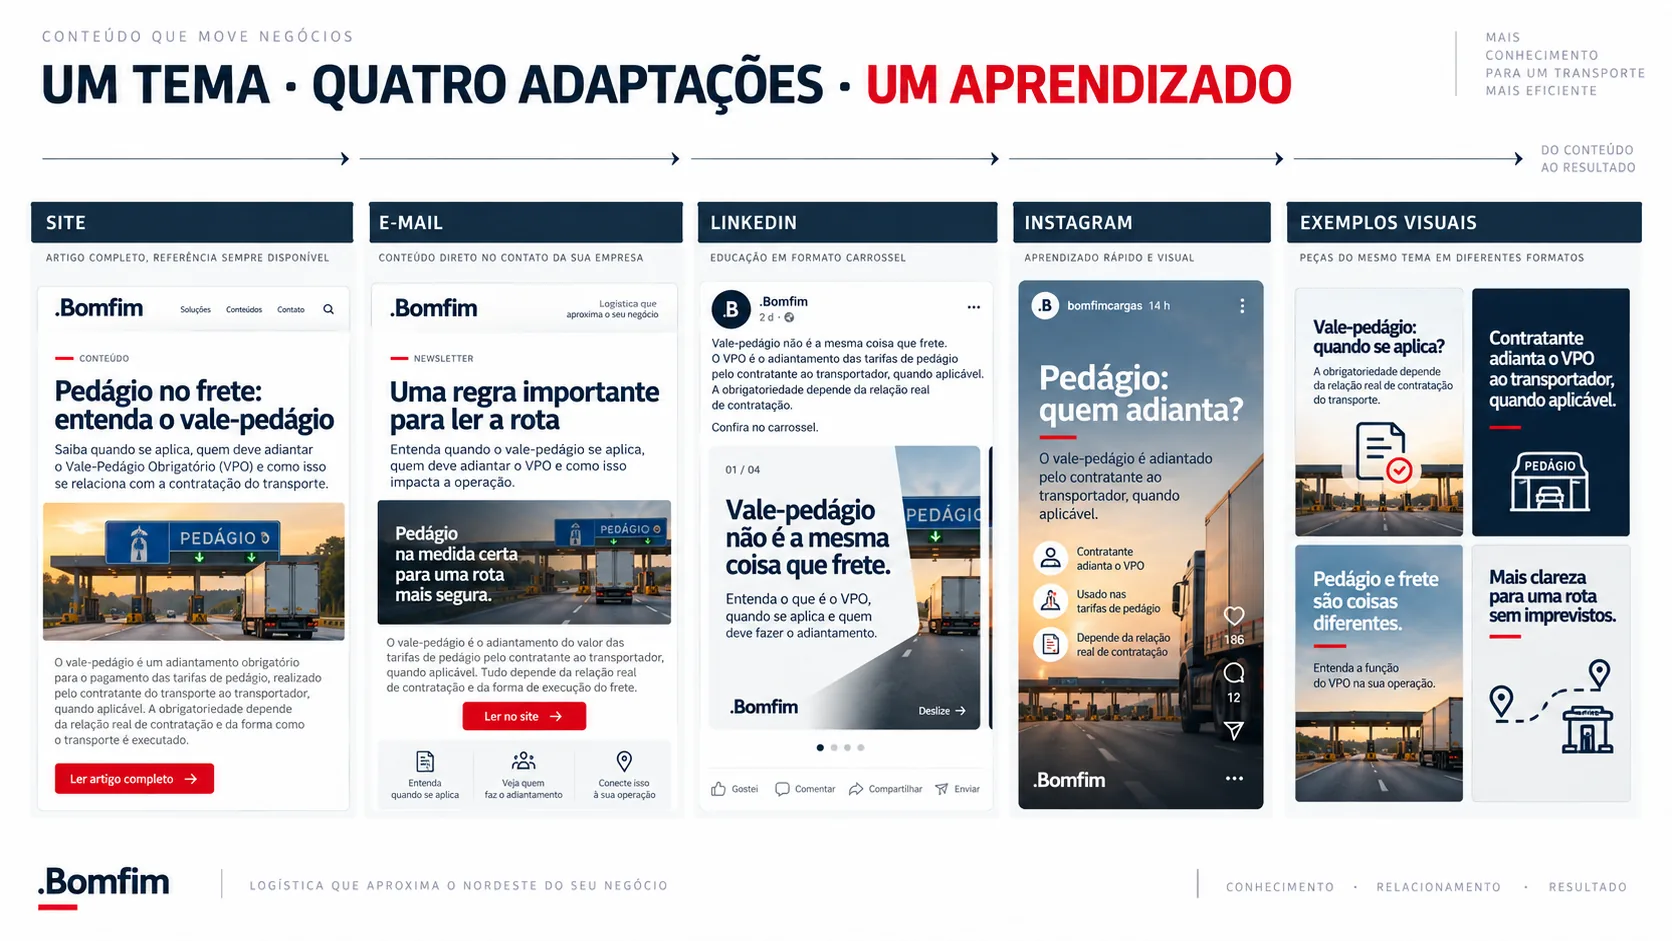 CONTEÚDO QUE MOVE NEGÓCIOS
UM TEMA · QUATRO ADAPTAÇÕES · UM APRENDIZADO
MAIS
CONHECIMENTO
PARA UM TRANSPORTE
MAIS EFICIENTE
DO CONTEÚDO
AO RESULTADO
SITE
ARTIGO COMPLETO, REFERÊNCIA SEMPRE DISPONÍVEL
.Bomfim
Soluções Conteúdos Contato
CONTEÚDO
Pedágio no frete:
entenda o vale-pedágio
Saiba quando se aplica, quem deve adiantar
o Vale-Pedágio Obrigatório (VPO) e como isso
se relaciona com a contratação do transporte.
PEDÁGIO
O vale-pedágio é um adiantamento obrigatório
para o pagamento das tarifas de pedágio, realizado
pelo contratante do transporte ao transportador,
quando aplicável. A obrigatoriedade depende
da relação real de contratação e da forma como
o transporte é executado.
Ler artigo completo →
E-MAIL
CONTEÚDO DIRETO NO CONTATO DA SUA EMPRESA
.Bomfim
Logística que
aproxima o seu negócio
NEWSLETTER
Uma regra importante
para ler a rota
Entenda quando o vale-pedágio se aplica,
quem deve adiantar o VPO e como isso
impacta a operação.
Pedágio
na medida certa
para uma rota
mais segura.
PEDÁGIO
O vale-pedágio é o adiantamento do valor das
tarifas de pedágio pelo contratante ao transportador,
quando aplicável. Tudo depende da relação real
de contratação e da forma de execução do frete.
Ler no site →
Entenda
quando se aplica
Veja quem
faz o adiantamento
Conecte isso
à sua operação
LINKEDIN
EDUCAÇÃO EM FORMATO CARROSSEL
.B
.Bomfim
2 d ·
Vale-pedágio não é a mesma coisa que frete.
O VPO é o adiantamento das tarifas de pedágio
pelo contratante ao transportador, quando aplicável.
A obrigatoriedade depende da relação real
de contratação.
Confira no carrossel.
01 / 04
Vale-pedágio
não é a mesma
coisa que frete.
Entenda o que é o VPO,
quando se aplica e quem
deve fazer o adiantamento.
PEDÁGIO
.Bomfim
Deslize →
Gostei Comentar Compartilhar Enviar
INSTAGRAM
APRENDIZADO RÁPIDO E VISUAL
.B bomfimcargas 14 h
Pedágio:
quem adianta?
O vale-pedágio é adiantado
pelo contratante ao
transportador, quando
aplicável.
Contratante
adianta o VPO
Usado nas
tarifas de pedágio
Depende da relação
real de contratação
186
12
.Bomfim
EXEMPLOS VISUAIS
PEÇAS DO MESMO TEMA EM DIFERENTES FORMATOS
Vale-pedágio:
quando se aplica?
A obrigatoriedade depende
da relação real de contratação
do transporte.
Contratante
adianta o VPO
ao transportador,
quando aplicável.
PEDÁGIO
Pedágio e frete
são coisas
diferentes.
Entenda a função
do VPO na sua operação.
Mais clareza
para uma rota
sem imprevistos.
.Bomfim
LOGÍSTICA QUE APROXIMA O NORDESTE DO SEU NEGÓCIO
CONHECIMENTO · RELACIONAMENTO · RESULTADO